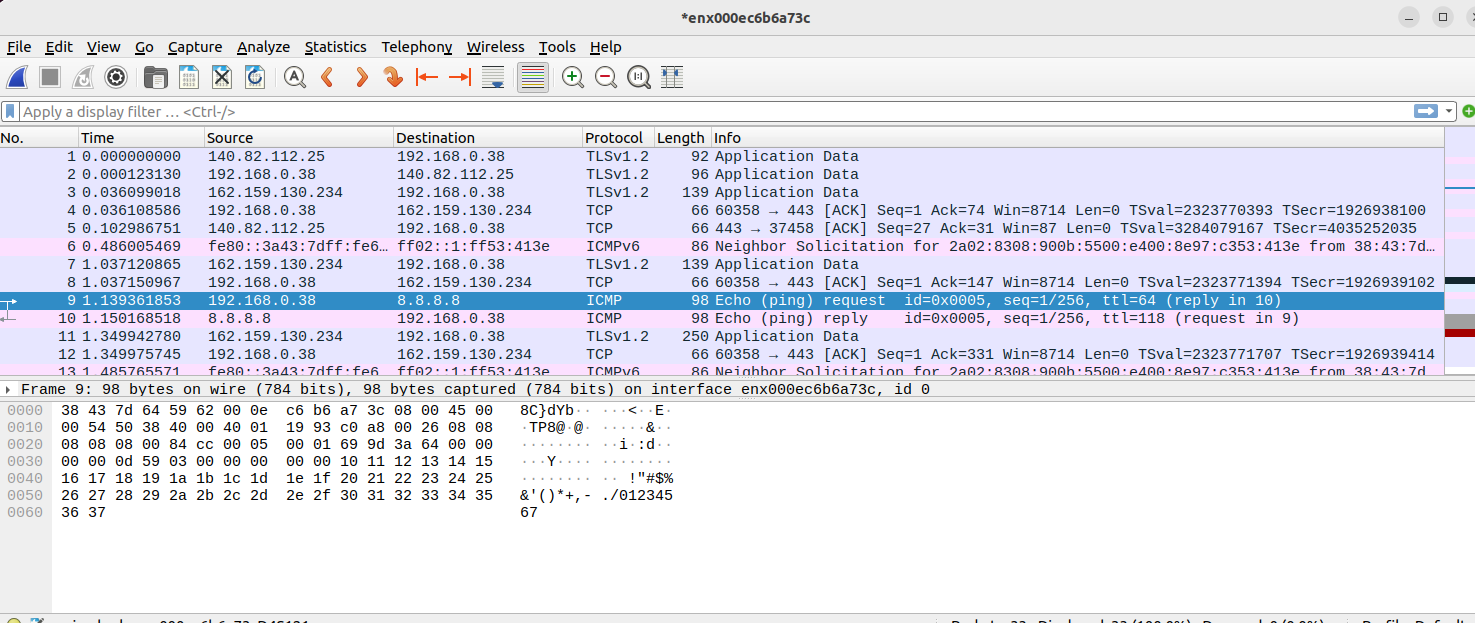 *enx000ec6b6a73c
File Edit View Go Capture Analyze Statistics Telephony Wireless Tools Help
Apply a display filter … <Ctrl-/>
No. Time Source Destination Protocol Length Info
1 0.000000000 140.82.112.25 192.168.0.38 TLSv1.2 92 Application Data
2 0.000123130 192.168.0.38 140.82.112.25 TLSv1.2 96 Application Data
3 0.036099018 162.159.130.234 192.168.0.38 TLSv1.2 139 Application Data
4 0.036108586 192.168.0.38 162.159.130.234 TCP 66 60358 → 443 [ACK] Seq=1 Ack=74 Win=8714 Len=0 TSval=2323770393 TSecr=1926938100
5 0.102986751 140.82.112.25 192.168.0.38 TCP 66 443 → 37458 [ACK] Seq=27 Ack=31 Win=87 Len=0 TSval=3284079167 TSecr=4035252035
6 0.486005469 fe80::3a43:7dff:fe6… ff02::1:ff53:413e ICMPv6 86 Neighbor Solicitation for 2a02:8308:900b:5500:e400:8e97:c353:413e from 38:43:7d…
7 1.037120865 162.159.130.234 192.168.0.38 TLSv1.2 139 Application Data
8 1.037150967 192.168.0.38 162.159.130.234 TCP 66 60358 → 443 [ACK] Seq=1 Ack=147 Win=8714 Len=0 TSval=2323771394 TSecr=1926939102
9 1.139361853 192.168.0.38 8.8.8.8 ICMP 98 Echo (ping) request id=0x0005, seq=1/256, ttl=64 (reply in 10)
10 1.150168518 8.8.8.8 192.168.0.38 ICMP 98 Echo (ping) reply id=0x0005, seq=1/256, ttl=118 (request in 9)
11 1.349942780 162.159.130.234 192.168.0.38 TLSv1.2 250 Application Data
12 1.349975745 192.168.0.38 162.159.130.234 TCP 66 60358 → 443 [ACK] Seq=1 Ack=331 Win=8714 Len=0 TSval=2323771707 TSecr=1926939414
13 1.485765571 fe80::3a43:7dff:fe6 ff02::1:ff53:413e ICMPv6 86 Neighbor Solicitation for 2a02:8308:900b:5500:e400:8e97:c353:413e from 38:43:7d
Frame 9: 98 bytes on wire (784 bits), 98 bytes captured (784 bits) on interface enx000ec6b6a73c, id 0
0000 38 43 7d 64 59 62 00 0e c6 b6 a7 3c 08 00 45 00 8C}dYb·· ···<··E·
0010 00 54 50 38 40 00 40 01 19 93 c0 a8 00 26 08 08 ·TP8@·@· ·····&··
0020 08 08 08 00 84 cc 00 05 00 01 69 9d 3a 64 00 00 ········ ··i·:d··
0030 00 00 0d 59 03 00 00 00 00 00 10 11 12 13 14 15 ···Y···· ········
0040 16 17 18 19 1a 1b 1c 1d 1e 1f 20 21 22 23 24 25 ········ ·· !"#$%
0050 26 27 28 29 2a 2b 2c 2d 2e 2f 30 31 32 33 34 35 &'()*+,- ./012345
0060 36 37 67